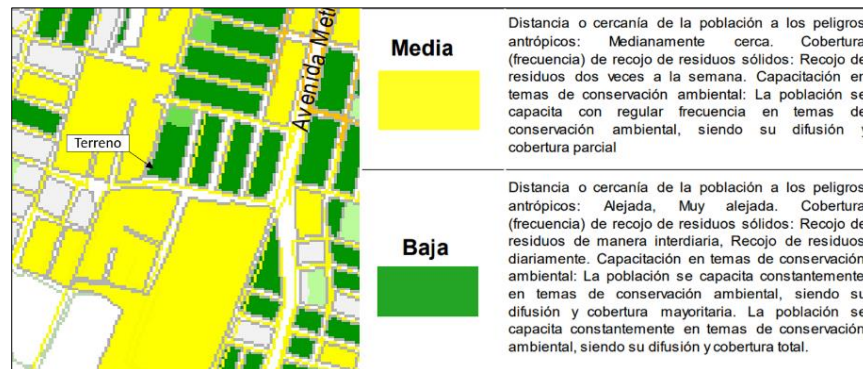 Avenida Met
Terreno
Media
Distancia o cercanía de la población a los peligros
antrópicos: Medianamente cerca. Cobertura
(frecuencia) de recojo de residuos sólidos: Recojo de
residuos dos veces a la semana. Capacitación en
temas de conservación ambiental: La población se
capacita con regular frecuencia en temas de
conservación ambiental, siendo su difusión y
cobertura parcial
Baja
Distancia o cercanía de la población a los peligros
antrópicos: Alejada, Muy alejada. Cobertura
(frecuencia) de recojo de residuos sólidos: Recojo de
residuos de manera interdiaria, Recojo de residuos
diariamente. Capacitación en temas de conservación
ambiental: La población se capacita constantemente
en temas de conservación ambiental, siendo su
difusión y cobertura mayoritaria. La población se
capacita constantemente en temas de conservación
ambiental, siendo su difusión y cobertura total.